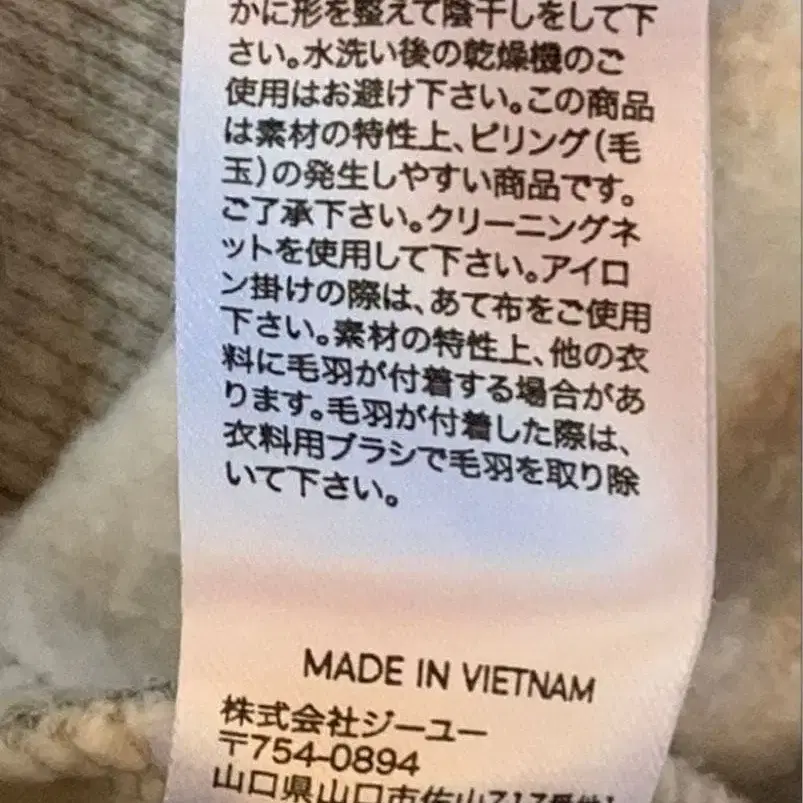 かに形を整えて陰干しをして下
さい。水洗い後の乾燥機のご
使用はお避け下さい。この商品
は素材の特性上、ピリング(毛
玉)の発生しやすい商品です。
ご了承下さい。クリーニングネ
ットを使用して下さい。アイロ
ン掛けの際は、あて布をご使用
下さい。素材の特性上、他の衣
料に毛羽が付着する場合があ
ります。毛羽が付着した際は、
衣料用ブラシで毛羽を取り除
いて下さい。
MADE IN VIETNAM
株式会社ジーユー
〒754-0894
山口県山口市佐山717番地1